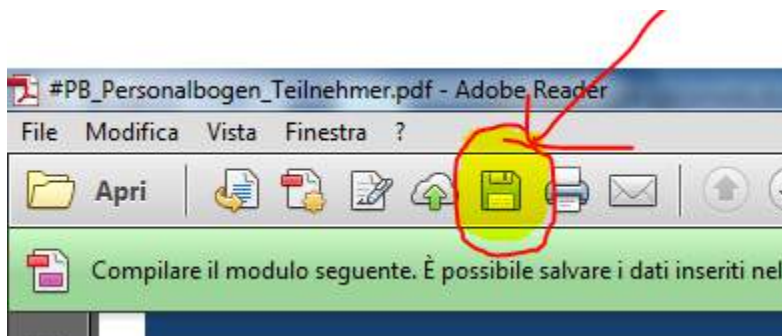 #PB_Personalbogen_Teilnehmer.pdf - Adobe Reader
File Modifica Vista Finestra ?
Apri
Compilare il modulo seguente. È possibile salvare i dati inseriti nel